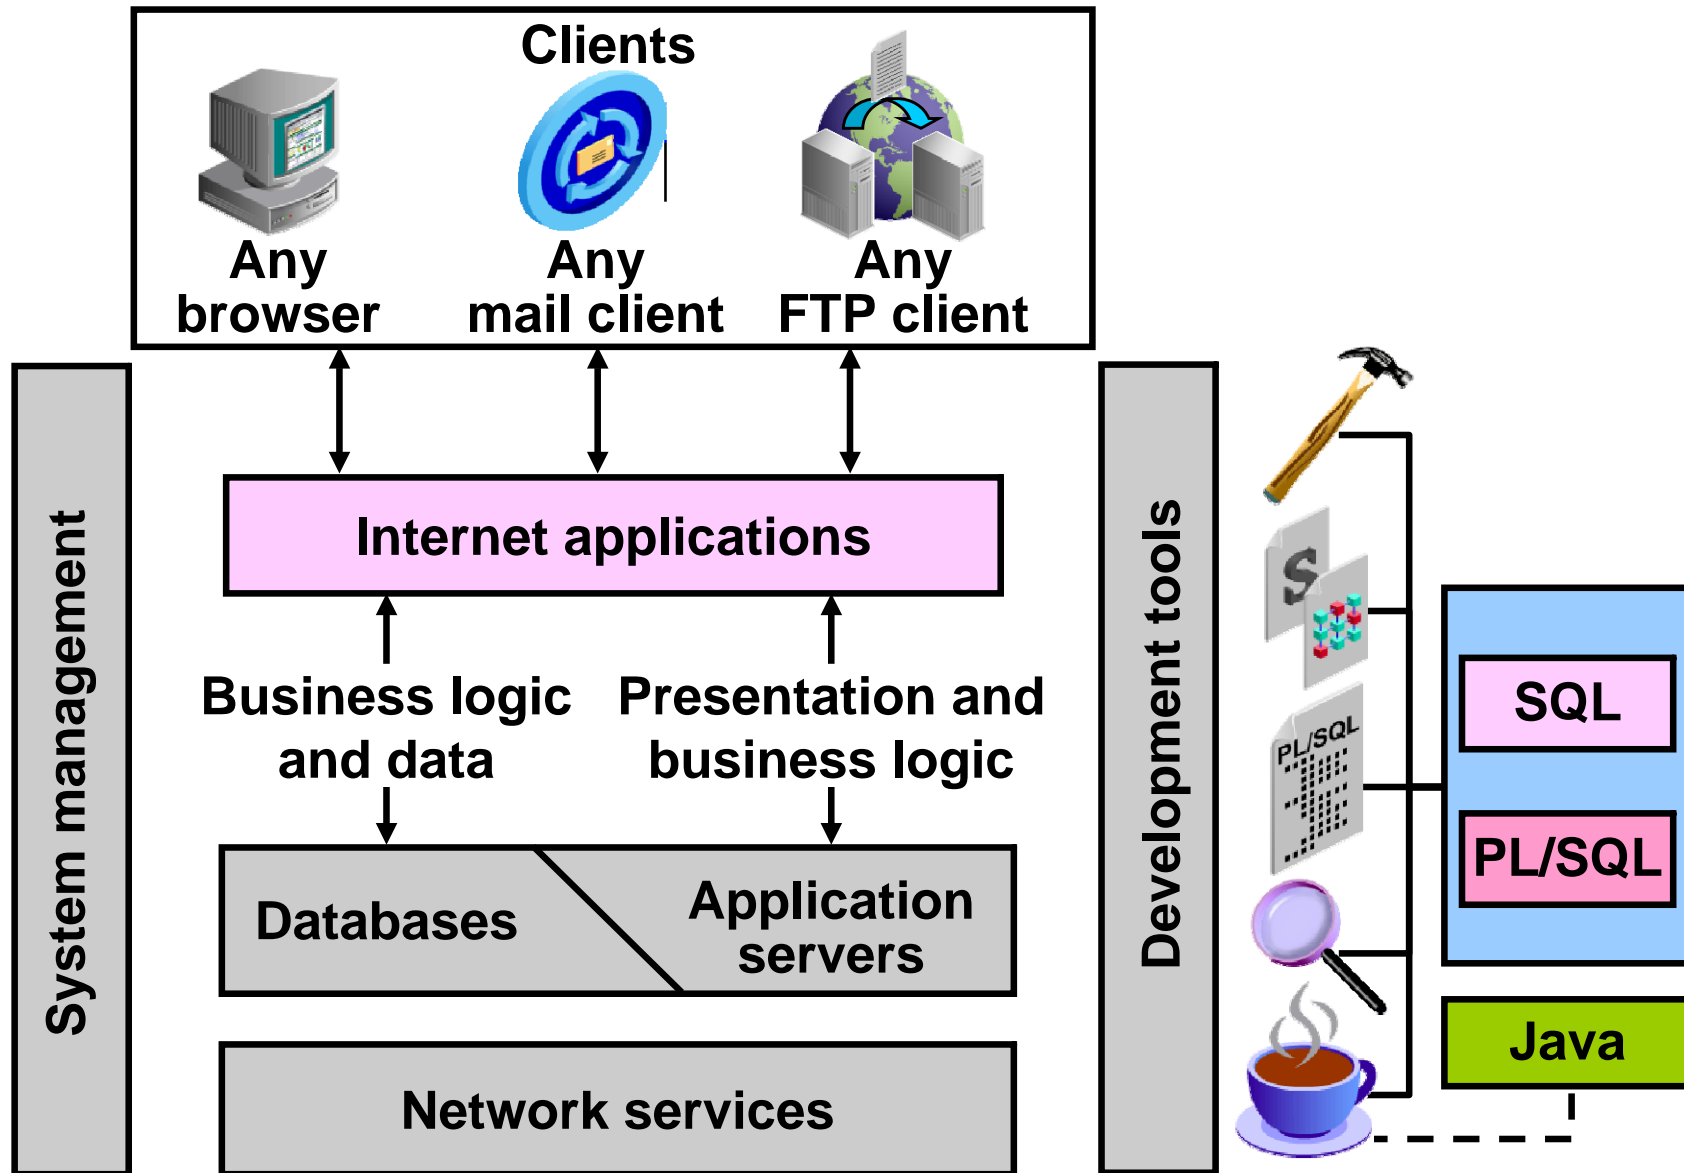 Clients
Any
browser
Any
mail client
Any
FTP client
System management
Internet applications
Business logic
and data
Presentation and
business logic
Databases
Application
servers
Network services
Development tools
S
PL/SQL
SQL
PL/SQL
Java